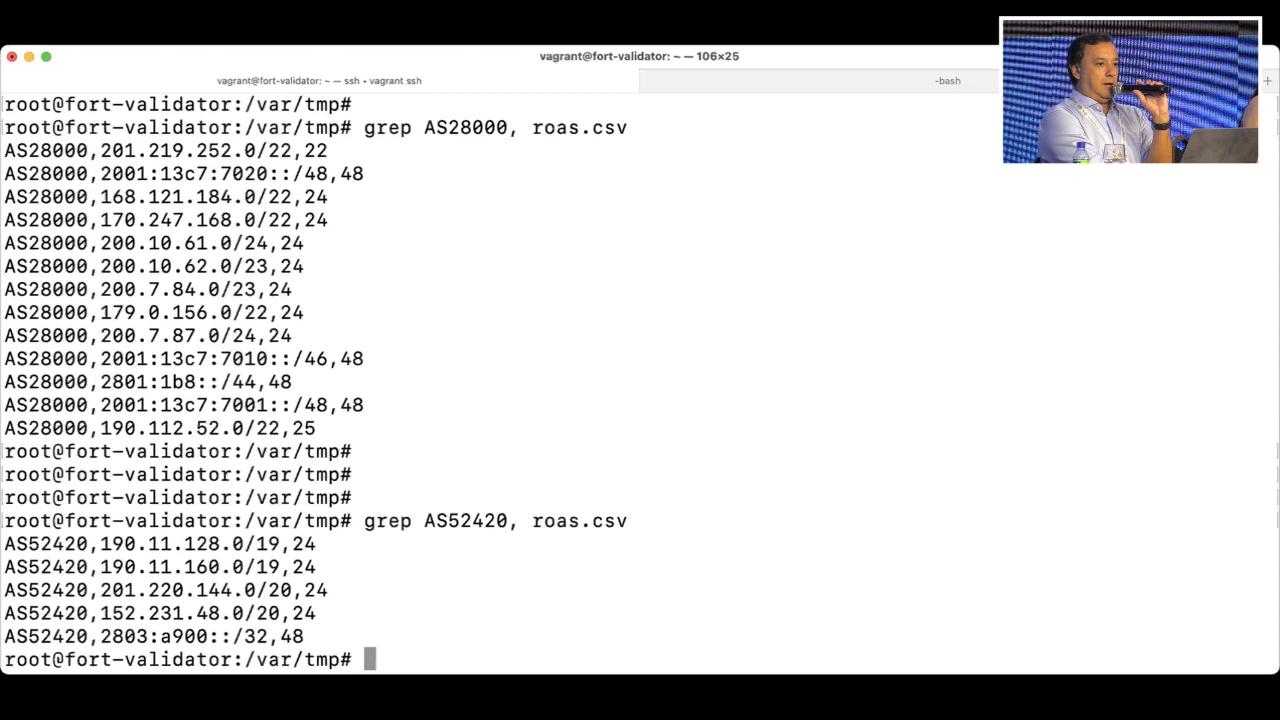 vagrant@fort-validator: ~ — 106×25
vagrant@fort-validator: ~ — ssh • vagrant ssh
-bash
+
root@fort-validator:/var/tmp#
root@fort-validator:/var/tmp# grep AS28000, roas.csv
AS28000,201.219.252.0/22,22
AS28000,2001:13c7:7020::/48,48
AS28000,168.121.184.0/22,24
AS28000,170.247.168.0/22,24
AS28000,200.10.61.0/24,24
AS28000,200.10.62.0/23,24
AS28000,200.7.84.0/23,24
AS28000,179.0.156.0/22,24
AS28000,200.7.87.0/24,24
AS28000,2001:13c7:7010::/46,48
AS28000,2801:1b8::/44,48
AS28000,2001:13c7:7001::/48,48
AS28000,190.112.52.0/22,25
root@fort-validator:/var/tmp#
root@fort-validator:/var/tmp#
root@fort-validator:/var/tmp#
root@fort-validator:/var/tmp# grep AS52420, roas.csv
AS52420,190.11.128.0/19,24
AS52420,190.11.160.0/19,24
AS52420,201.220.144.0/20,24
AS52420,152.231.48.0/20,24
AS52420,2803:a900::/32,48
root@fort-validator:/var/tmp#